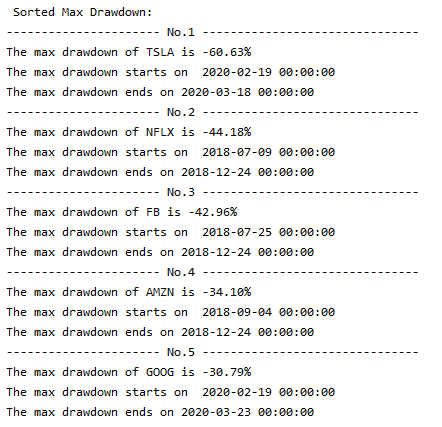 Sorted Max Drawdown:
---------------------- No.1 -------------------------------
The max drawdown of TSLA is -60.63%
The max drawdown starts on  2020-02-19 00:00:00
The max drawdown ends on 2020-03-18 00:00:00
---------------------- No.2 -------------------------------
The max drawdown of NFLX is -44.18%
The max drawdown starts on  2018-07-09 00:00:00
The max drawdown ends on 2018-12-24 00:00:00
---------------------- No.3 -------------------------------
The max drawdown of FB is -42.96%
The max drawdown starts on  2018-07-25 00:00:00
The max drawdown ends on 2018-12-24 00:00:00
---------------------- No.4 -------------------------------
The max drawdown of AMZN is -34.10%
The max drawdown starts on  2018-09-04 00:00:00
The max drawdown ends on 2018-12-24 00:00:00
---------------------- No.5 -------------------------------
The max drawdown of GOOG is -30.79%
The max drawdown starts on  2020-02-19 00:00:00
The max drawdown ends on 2020-03-23 00:00:00